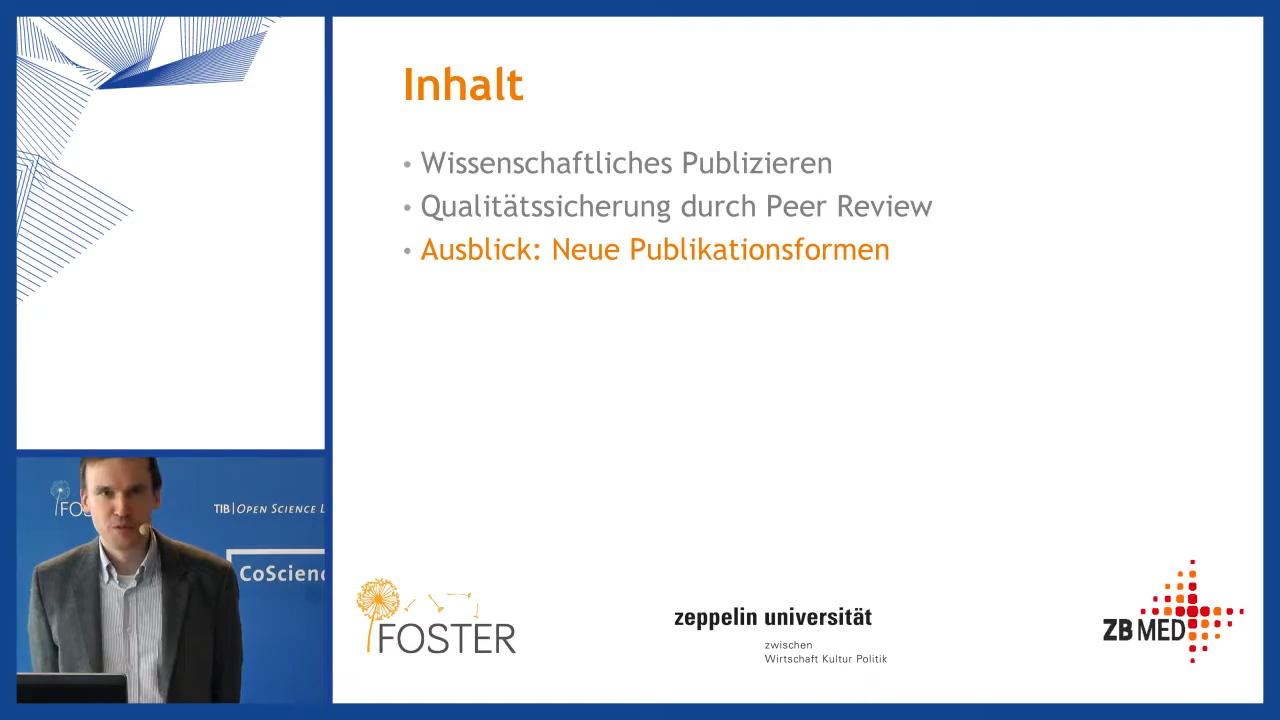 Inhalt
• Wissenschaftliches Publizieren
• Qualitätssicherung durch Peer Review
• Ausblick: Neue Publikationsformen
TIB|OPEN SCIENCE L
CoScienc
FOSTER
zeppelin universität
zwischen
Wirtschaft Kultur Politik
ZB MED